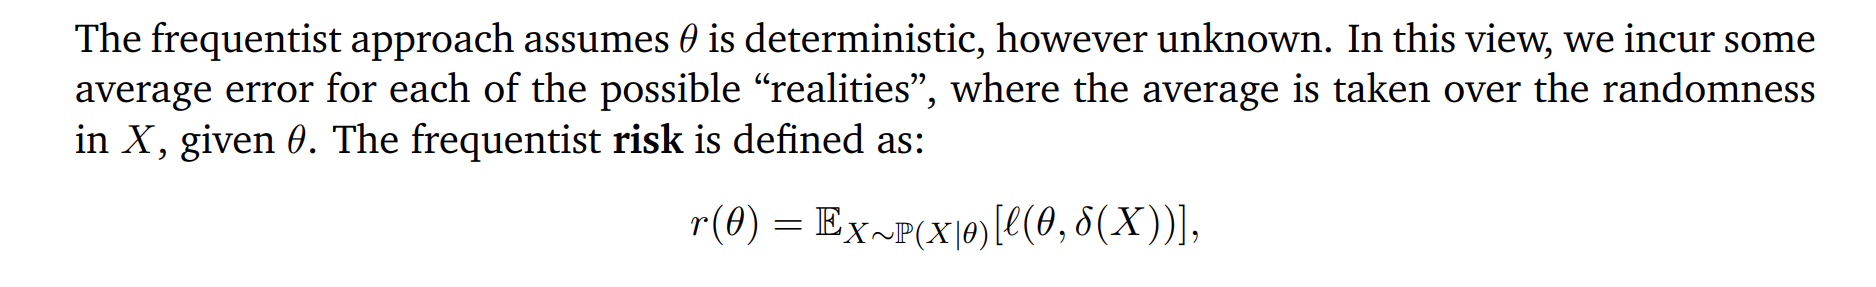 The frequentist approach assumes θ is deterministic, however unknown. In this view, we incur some
average error for each of the possible “realities”, where the average is taken over the randomness
in X, given θ. The frequentist risk is defined as:
r(θ) = 𝔼_{X∼ℙ(X|θ)}[ℓ(θ, δ(X))],